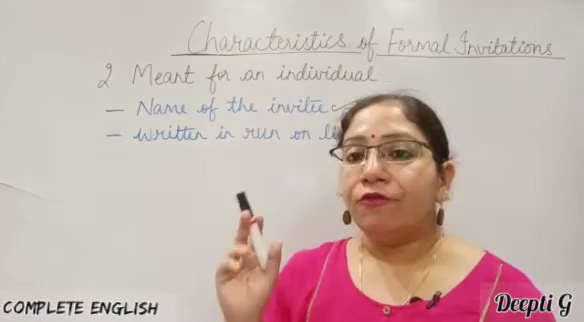 Characteristics of Formal Invitations
2 Meant for an individual
– Name of the invitee
– written in run on li
COMPLETE ENGLISH
Deepti G